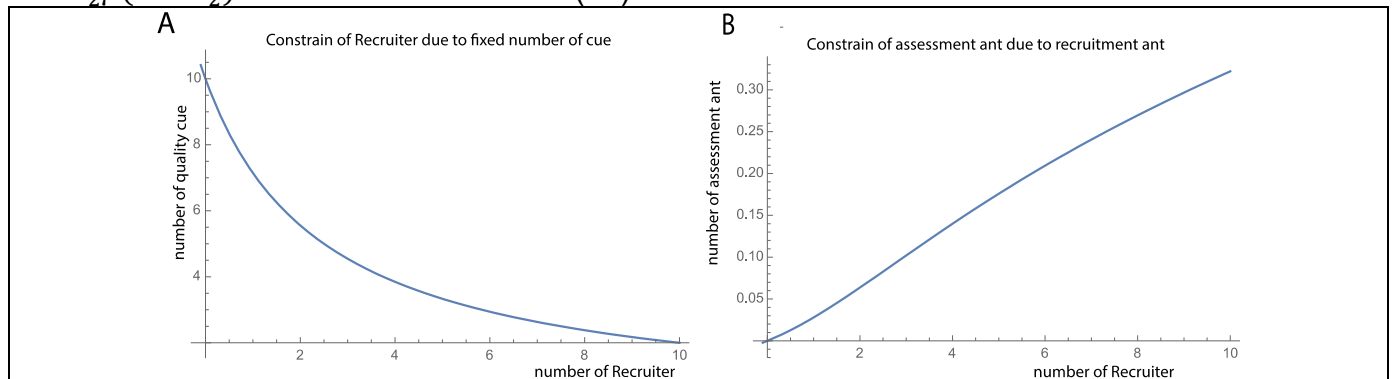 A
Constrain of Recruiter due to fixed number of cue
number of quality cue
10
8
6
4
2
4
6
8
10
number of Recruiter
B
Constrain of assessment ant due to recruitment ant
number of assessment ant
0.30
0.25
0.20
0.15
0.10
0.05
2
4
6
8
10
number of Recruiter